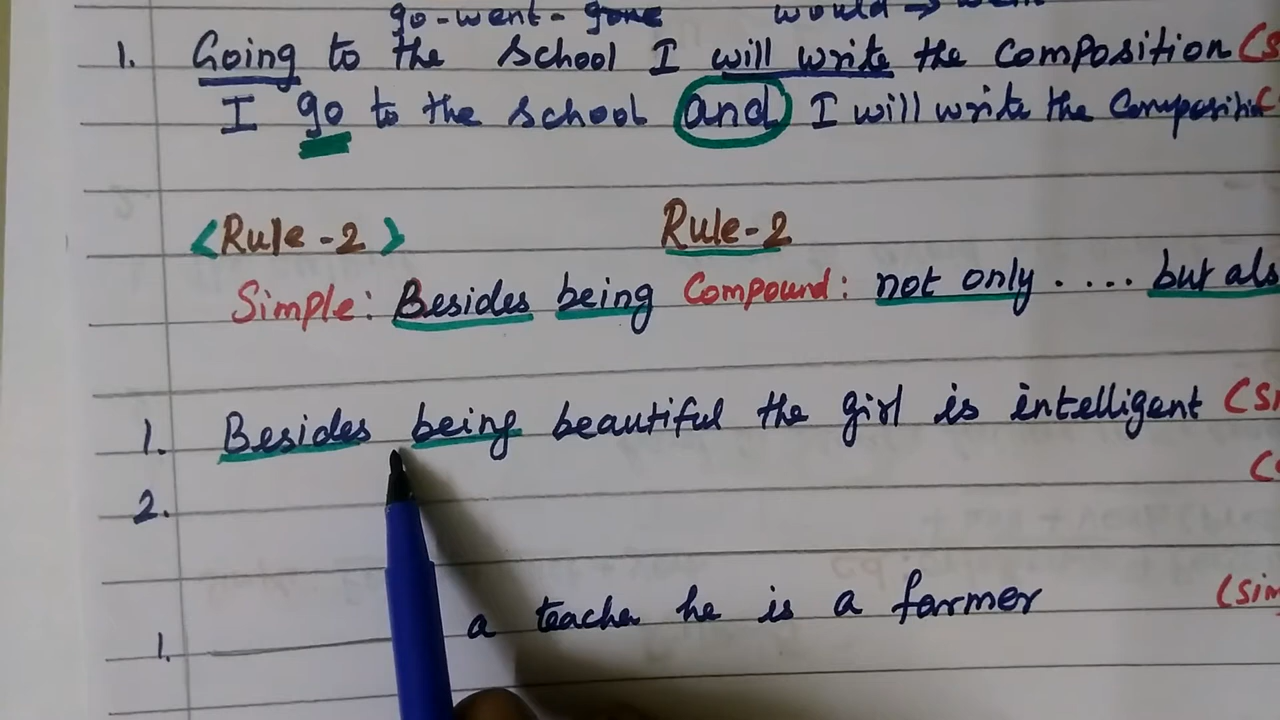 go-went-gone would →
1. Going to the school I will write the composition (s
I go to the school and I will write the
<Rule-2> Rule-2
Simple: Besides being Compound: not only .... but als
1. Besides being beautiful the girl is intelligent (Si
2. (
1. a teacher he is a farmer (sim